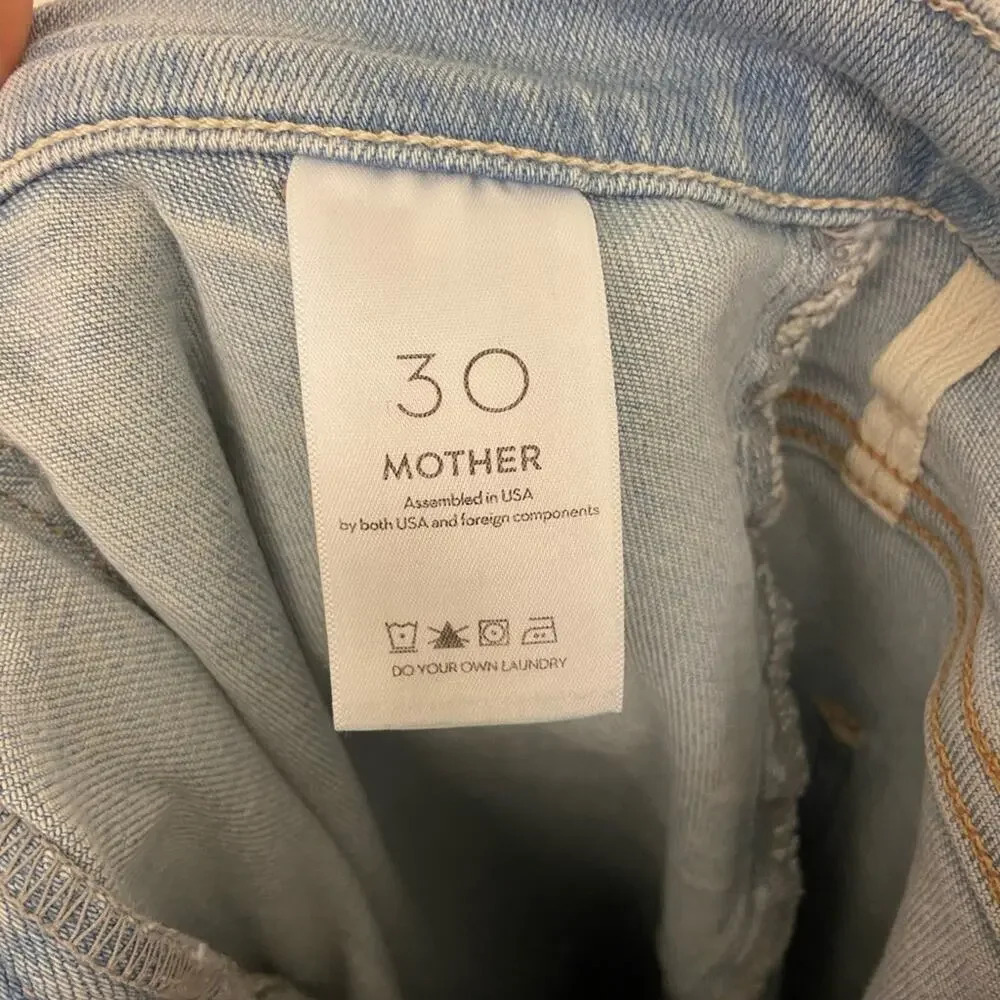 30
MOTHER
Assembled in USA
by both USA and foreign components
DO YOUR OWN LAUNDRY